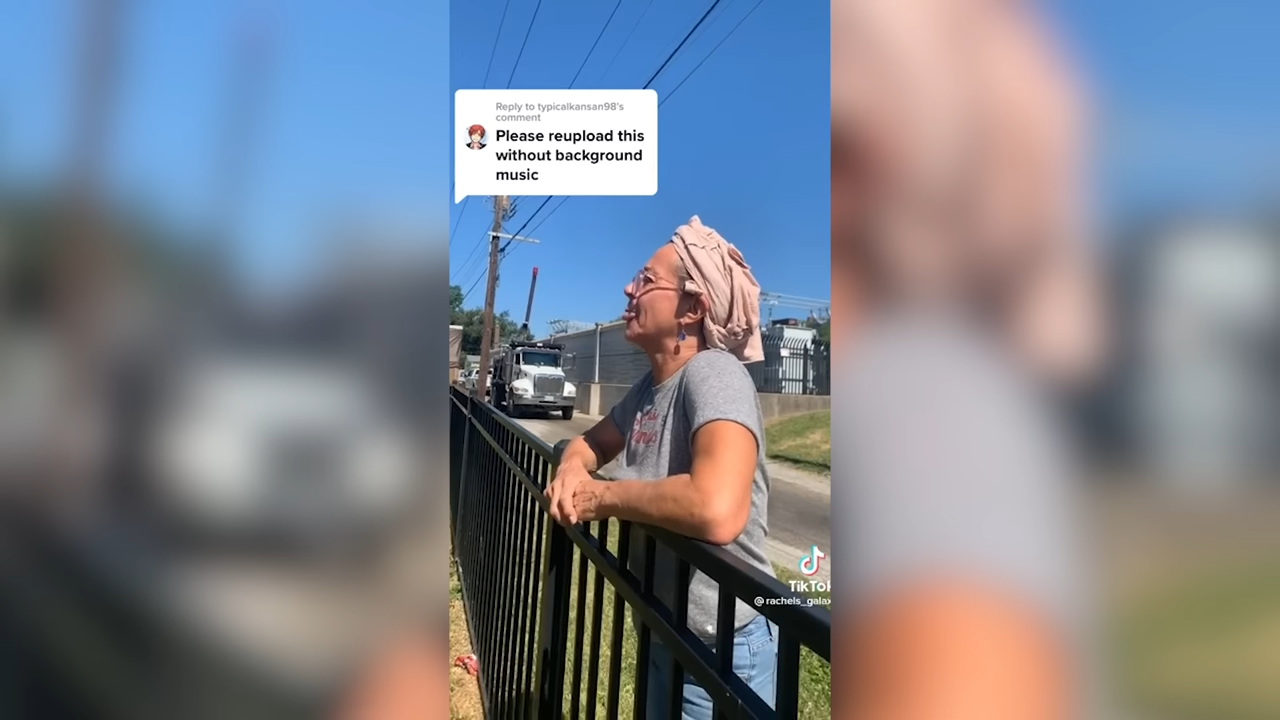 Reply to typicalkansan98's
comment
Please reupload this
without background
music
TikTok
@rachels_galax